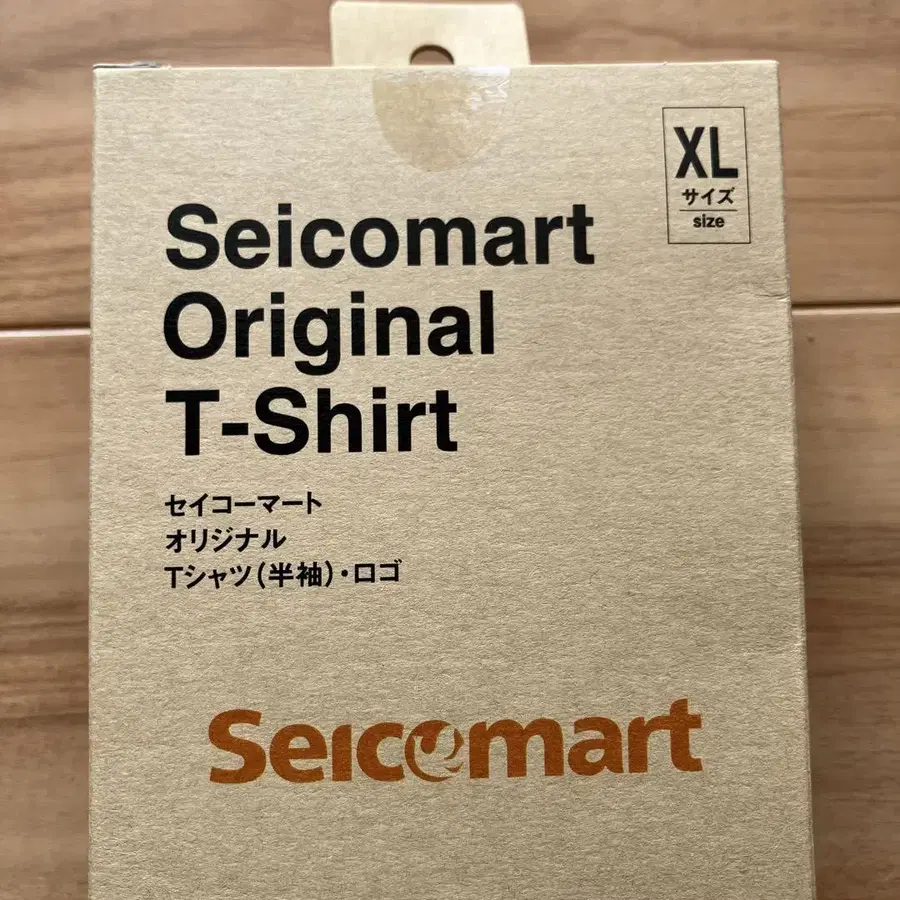 XL
サイズ
size
Seicomart
Original
T-Shirt
セイコーマート
オリジナル
Tシャツ(半袖)・ロゴ
Seicomart